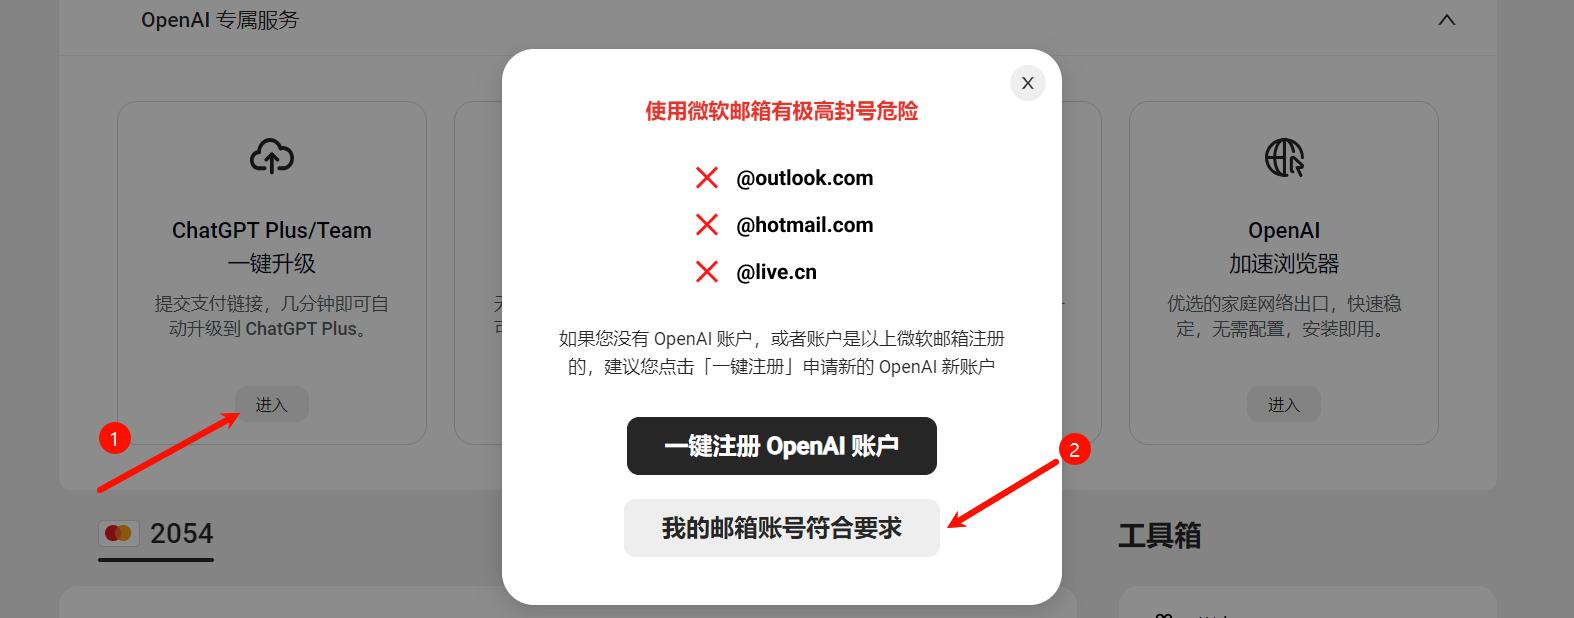 OpenAI 专属服务
X
使用微软邮箱有极高封号危险
@outlook.com
@hotmail.com
@live.cn
如果您没有 OpenAI 账户，或者账户是以上微软邮箱注册
的，建议您点击「一键注册」申请新的 OpenAI 新账户
一键注册 OpenAI 账户
我的邮箱账号符合要求
ChatGPT Plus/Team
一键升级
提交支付链接，几分钟即可自
动升级到 ChatGPT Plus。
进入
1
2
OpenAI
加速浏览器
优选的家庭网络出口，快速稳
定，无需配置，安装即用。
进入
2054
工具箱